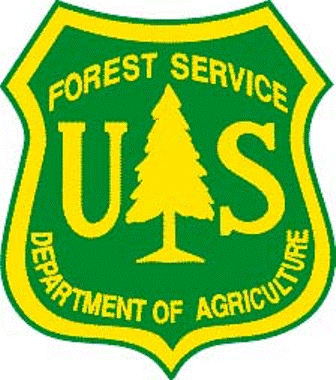 FOREST SERVICE
U S
DEPARTMENT OF AGRICULTURE